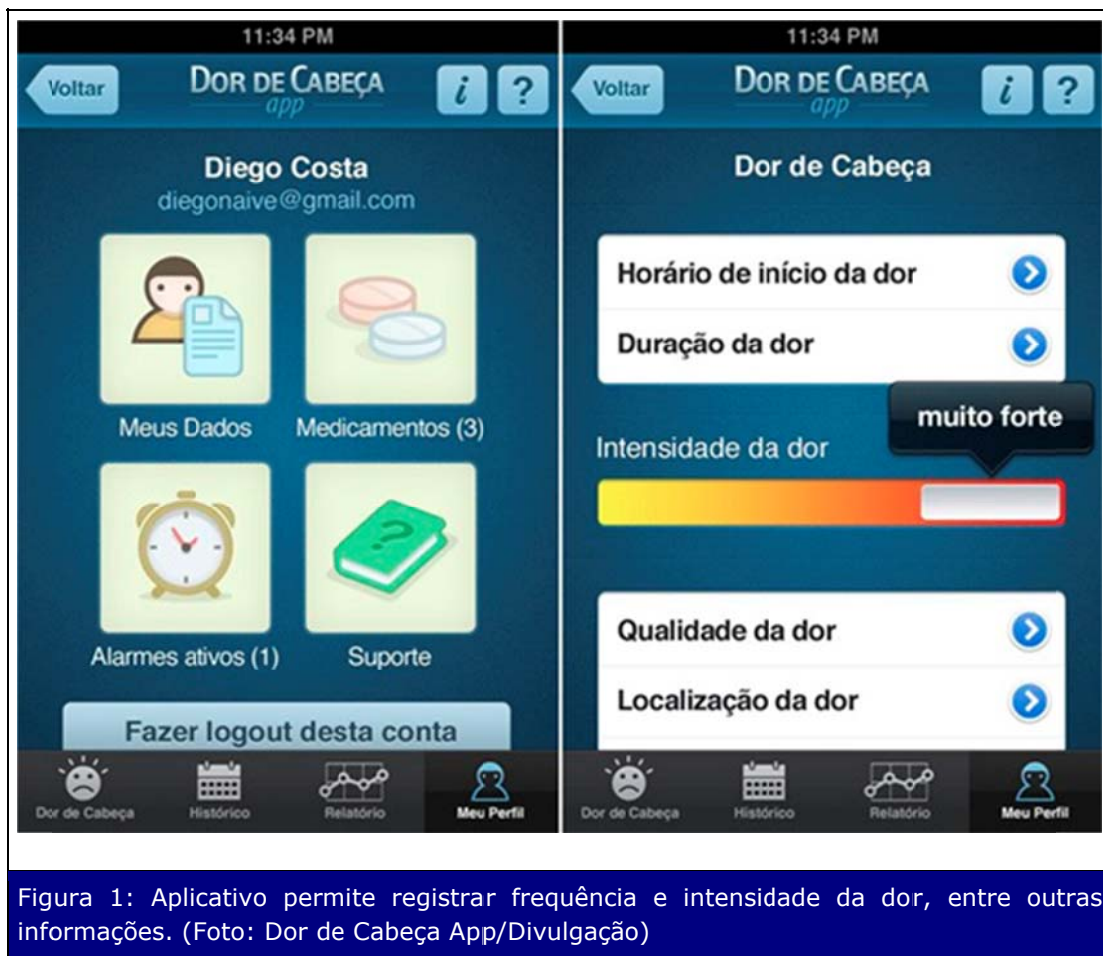 11:34 PM
Voltar
DOR DE CABEÇA
app
i
?
Diego Costa
diegonaive@gmail.com
Meus Dados
Medicamentos (3)
?
Alarmes ativos (1)
Suporte
Fazer logout desta conta
Dor de Cabeça
Histórico
Relatório
Meu Perfil
11:34 PM
Voltar
DOR DE CABEÇA
app
i
?
Dor de Cabeça
Horário de início da dor
Duração da dor
muito forte
Intensidade da dor
Qualidade da dor
Localização da dor
Dor de Cabeça
Histórico
Relatório
Meu Perfil
Figura 1: Aplicativo permite registrar frequência e intensidade da dor, entre outras
informações. (Foto: Dor de Cabeça App/Divulgação)